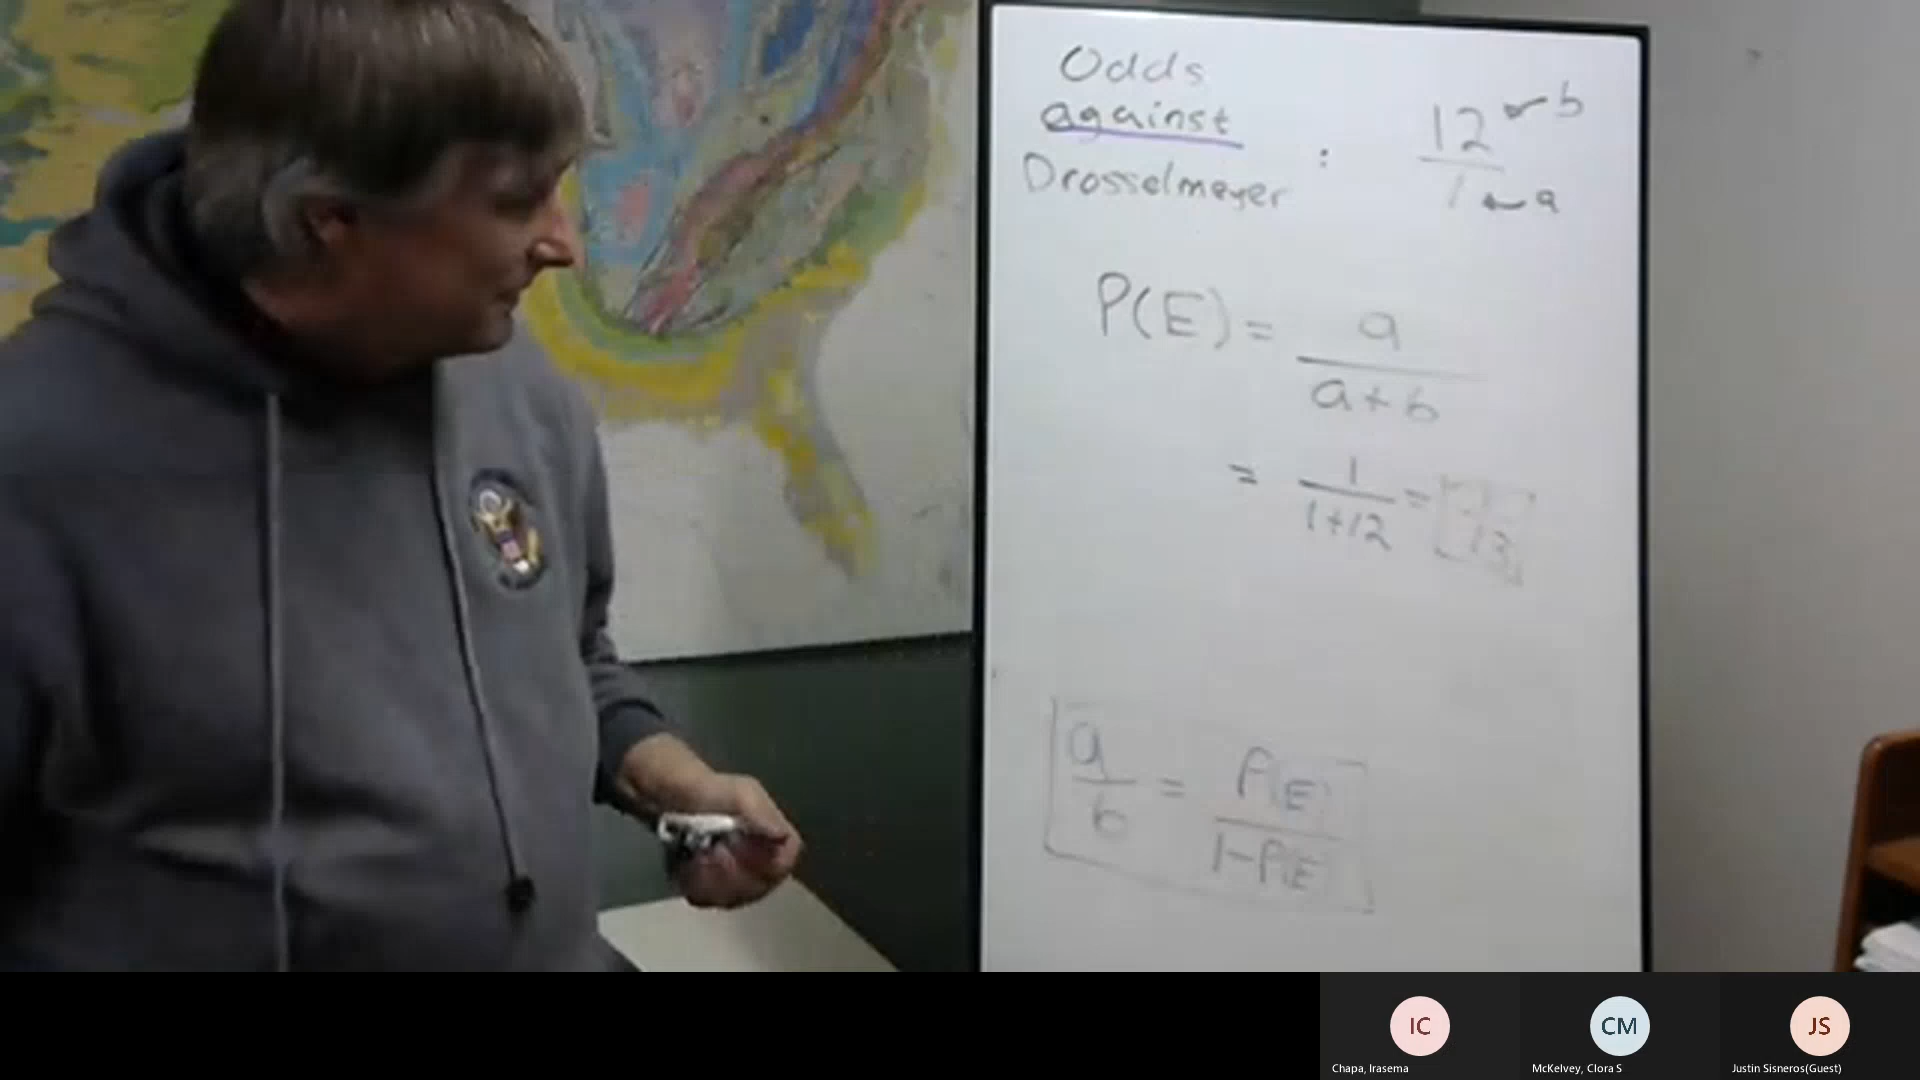 Odds
against
Drosselmeyer
:
12 ← b
1 ← a
P(E) = a
a+b
= 1
1+12
= 1
13
a
b
= P(E)
1-P(E)
IC
CM
JS
Chapa, Irasema
McKelvey, Clora S
Justin Sisneros(Guest)